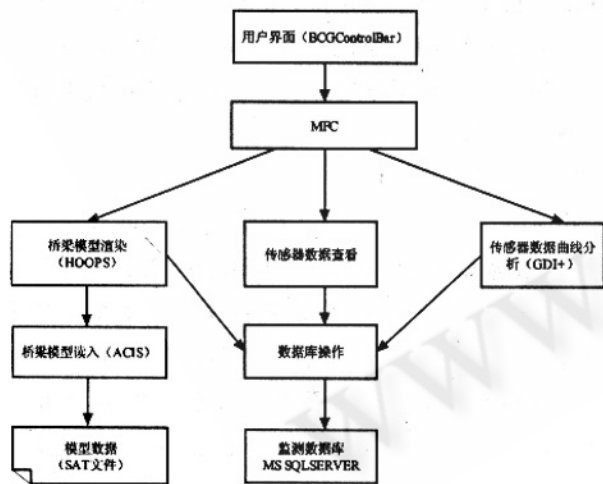 用户界面（BCGControlBar）
MFC
桥梁模型渲染
（HOOPS）
传感器数据查看
传感器数据曲线分
析（GDI+）
桥梁模型读入（ACIS）
数据库操作
模型数据
（SAT文件）
监测数据库
MS SQLSERVER
WWW